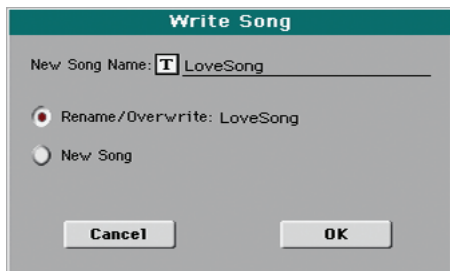 Write Song
New Song Name: T LoveSong
Rename/Overwrite: LoveSong
New Song
Cancel OK